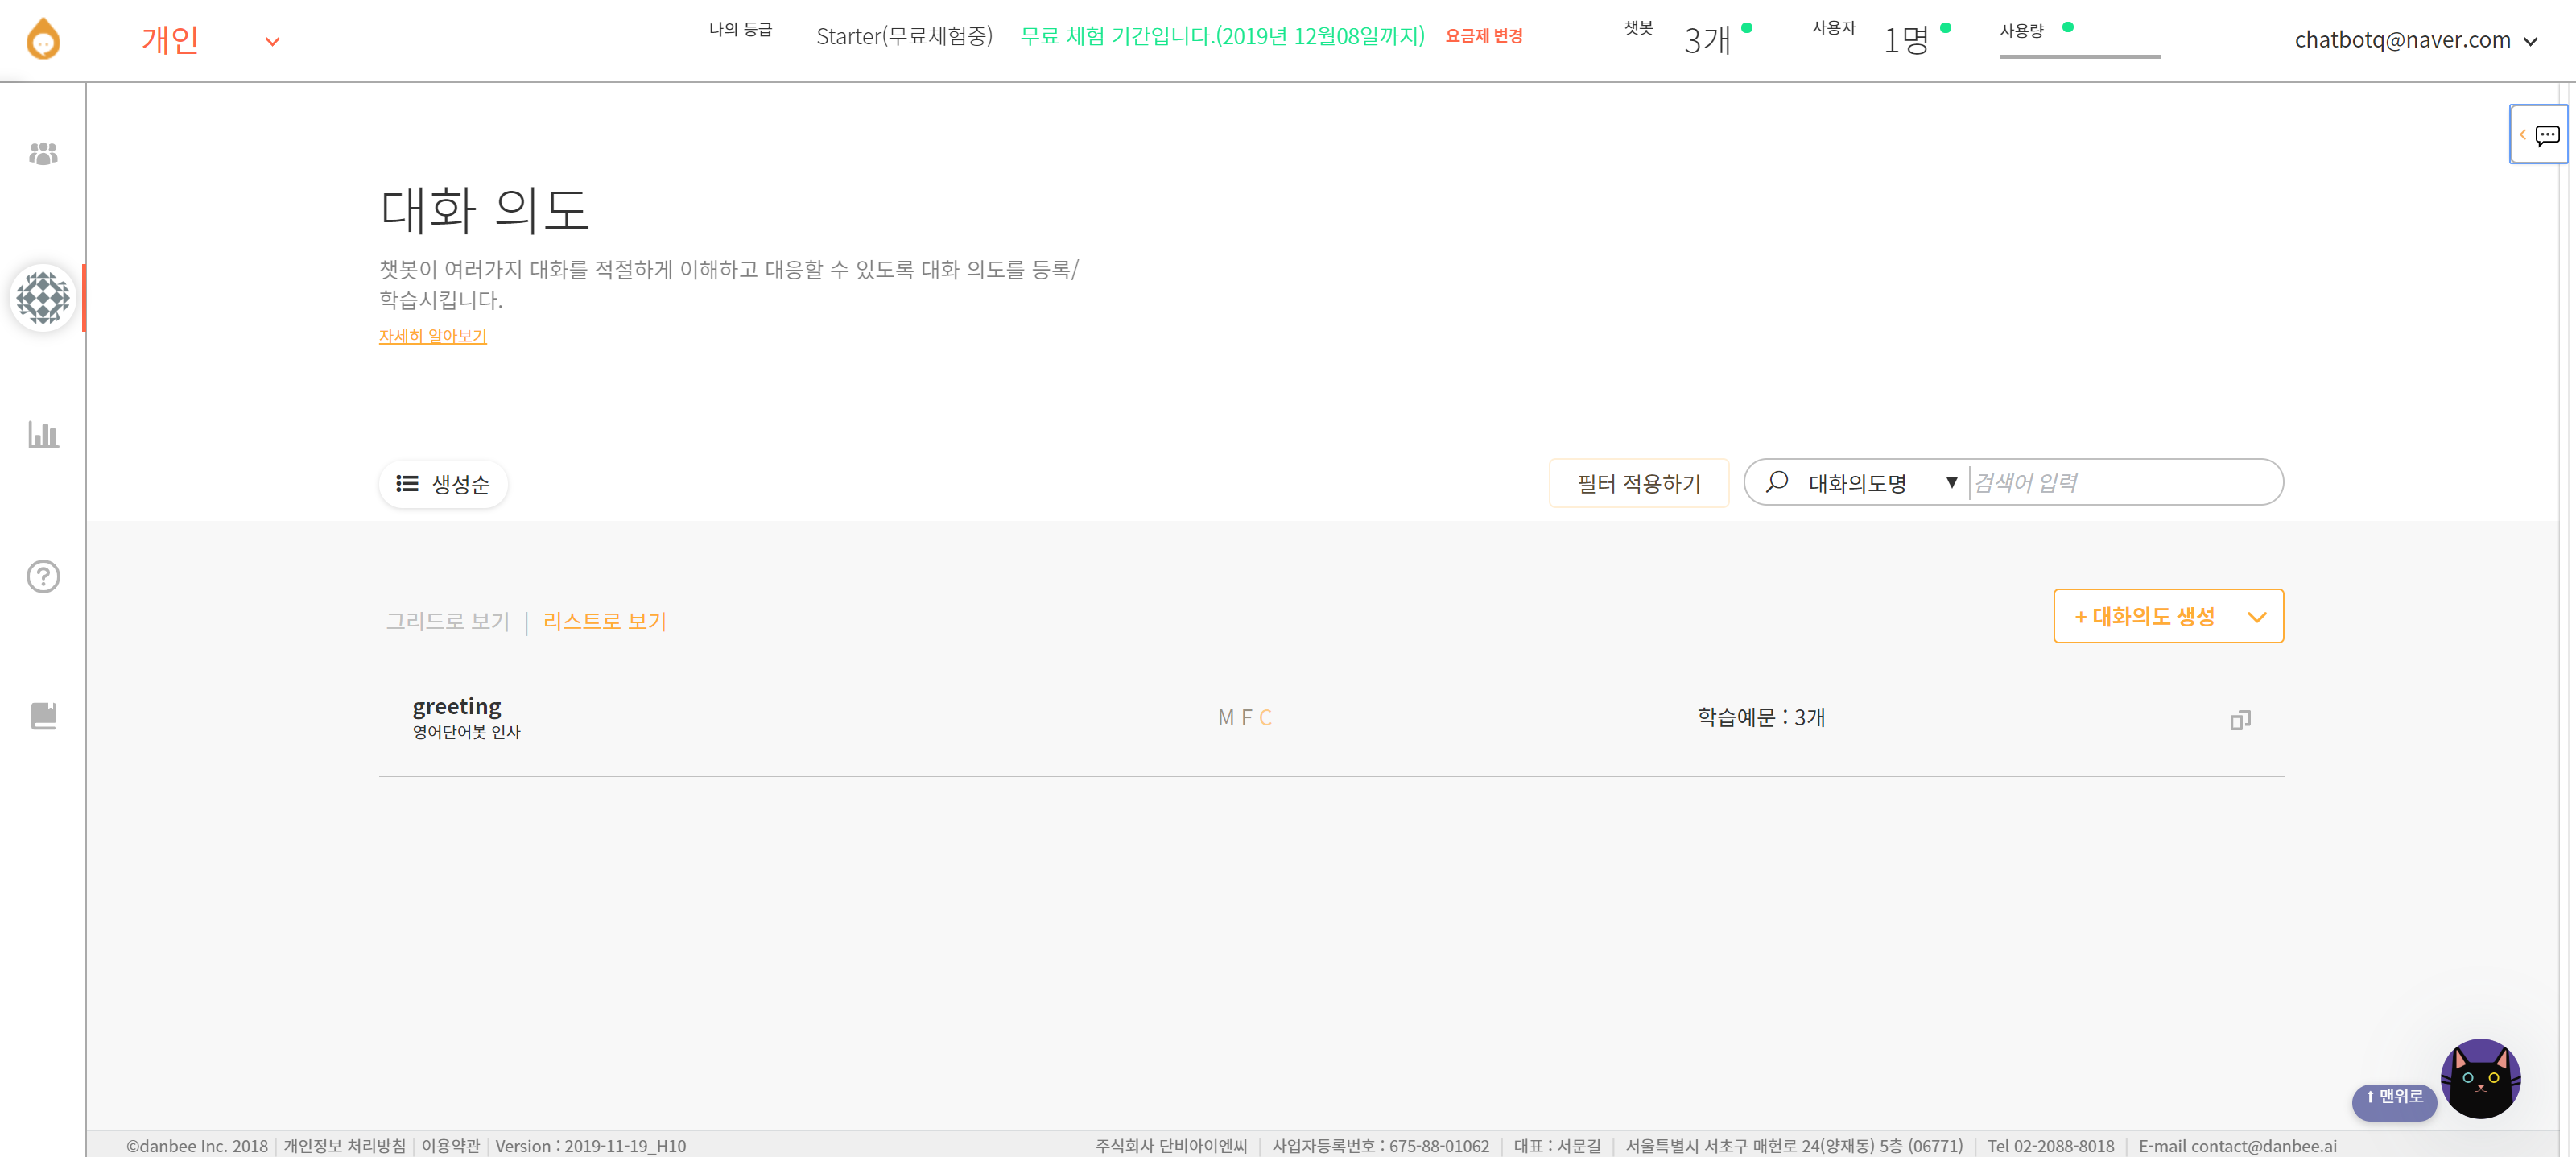 개인
나의 등급 Starter(무료체험중) 무료 체험 기간입니다.(2019년 12월08일까지) 요금제 변경
챗봇 3개 사용자 1명 사용량
chatbotq@naver.com
대화 의도
챗봇이 여러가지 대화를 적절하게 이해하고 대응할 수 있도록 대화 의도를 등록/
학습시킵니다.
자세히 알아보기
생성순
필터 적용하기
대화의도명 ▼ 검색어 입력
그리드로 보기 | 리스트로 보기
+ 대화의도 생성
greeting
영어단어봇 인사
M F C
학습예문 : 3개
맨위로
©danbee Inc. 2018 | 개인정보 처리방침 | 이용약관 | Version : 2019-11-19_H10
주식회사 단비아이엔씨 | 사업자등록번호 : 675-88-01062 | 대표 : 서문길 | 서울특별시 서초구 매헌로 24(양재동) 5층 (06771) | Tel 02-2088-8018 | E-mail contact@danbee.ai